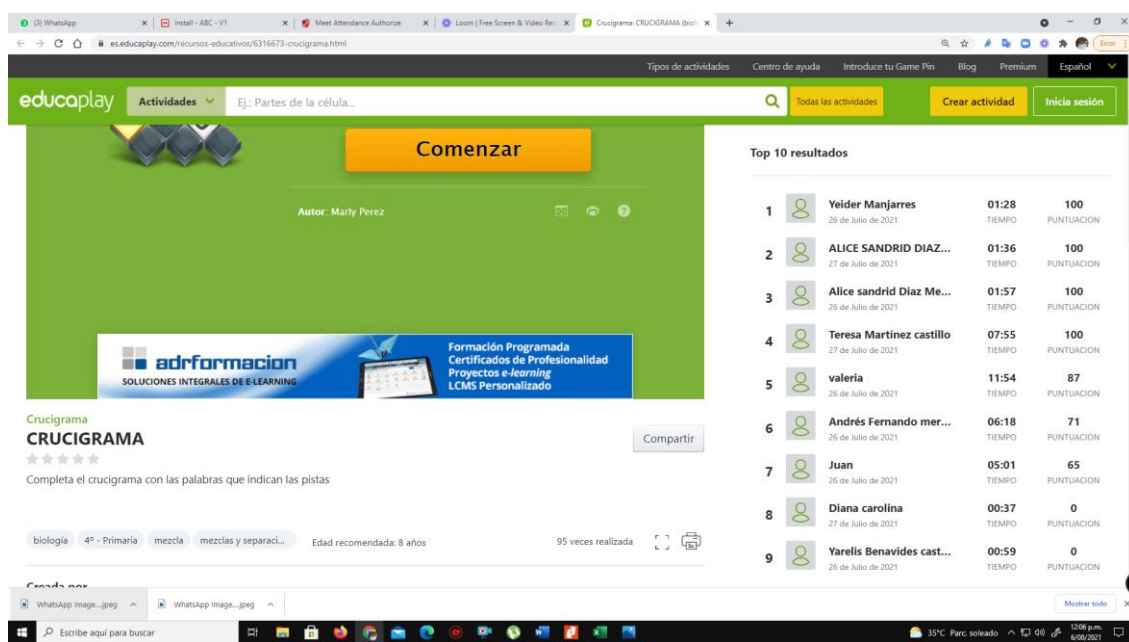 (3) WhatsApp
Install - ABC - V1
Meet Attendance Authorize
Loom | Free Screen & Video Rec
Crucigrama: CRUCIGRAMA (biol
es.educaplay.com/recursos-educativos/6316673-crucigrama.html
Error
Tipos de actividades Centro de ayuda Introduce tu Game Pin Blog Premium Español
educaplay Actividades Ej.: Partes de la célula... Todas las actividades Crear actividad Inicia sesión
Comenzar
Autor: Marly Perez
adrformacion
SOLUCIONES INTEGRALES DE E-LEARNING
Formación Programada
Certificados de Profesionalidad
Proyectos e-learning
LCMS Personalizado
Crucigrama
CRUCIGRAMA
Compartir
Completa el crucigrama con las palabras que indican las pistas
biología 4º - Primaria mezcla mezclas y separaci... Edad recomendada: 8 años 95 veces realizada
Creada por
Top 10 resultados
1 Yeider Manjarres 01:28 100
26 de Julio de 2021 TIEMPO PUNTUACION
2 ALICE SANDRID DIAZ... 01:36 100
27 de Julio de 2021 TIEMPO PUNTUACION
3 Alice sandrid Diaz Me... 01:57 100
26 de Julio de 2021 TIEMPO PUNTUACION
4 Teresa Martínez castillo 07:55 100
27 de Julio de 2021 TIEMPO PUNTUACION
5 valeria 11:54 87
26 de Julio de 2021 TIEMPO PUNTUACION
6 Andrés Fernando mer... 06:18 71
26 de Julio de 2021 TIEMPO PUNTUACION
7 Juan 05:01 65
26 de Julio de 2021 TIEMPO PUNTUACION
8 Diana carolina 00:37 0
27 de Julio de 2021 TIEMPO PUNTUACION
9 Yarelis Benavides cast... 00:59 0
26 de Julio de 2021 TIEMPO PUNTUACION
WhatsApp Image....jpeg WhatsApp Image....jpeg Mostrar todo
Escribe aquí para buscar
35°C Parc. soleado
12:06 p.m.
6/08/2021